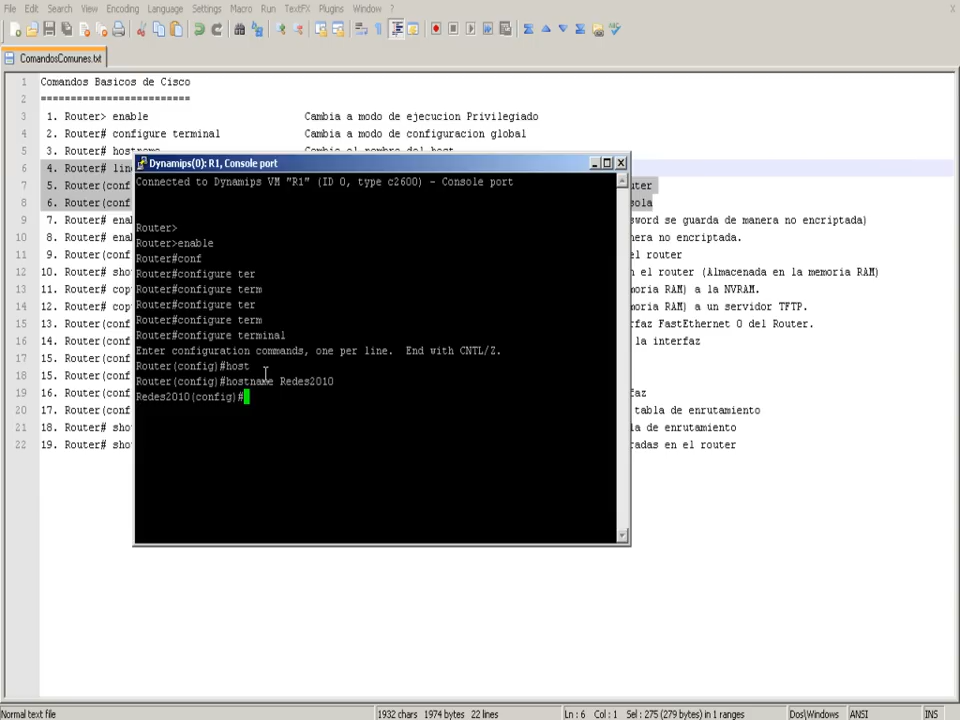 File Edit Search View Encoding Language Settings Macro Run TextFX Plugins Window ? X
ComandosComunes.txt
1 Comandos Basicos de Cisco
2 =========================
3 1. Router> enable Cambia a modo de ejecucion Privilegiado
4 2. Router# configure terminal Cambia a modo de configuracion global
5 3. Router# hostname Cambia el nombre del host
Dynamips(0): R1, Console port
6 4. Router# lin
7 5. Router(conf uter
8 6. Router(conf sola
9 7. Router# enal sword se guarda de manera no encriptada)
10 8. Router# enal nera no encriptada.
11 9. Router(conf el router
12 10. Router# sho n el router (Almacenada en la memoria RAM)
13 11. Router# cop moria RAM) a la NVRAM.
14 12. Router# cop moria RAM) a un servidor TFTP.
15 13. Router(conf rfaz FastEthernet 0 del Router.
16 14. Router(conf la interfaz
17 15. Router(conf
18 15. Router(conf
19 16. Router(conf faz
20 17. Router# sho tabla de enrutamiento
21 18. Router# sho la de enrutamiento
22 19. Router# sho radas en el router
Connected to Dynamips VM "R1" (ID 0, type c2600) - Console port
Router>
Router>enable
Router#conf
Router#configure ter
Router#configure term
Router#configure ter
Router#configure term
Router#configure terminal
Enter configuration commands, one per line.  End with CNTL/Z.
Router(config)#host
Router(config)#hostname Redes2010
Redes2010(config)#
Normal text file 1932 chars 1974 bytes 22 lines Ln : 6 Col : 1 Sel : 275 (279 bytes) in 1 ranges Dos\Windows ANSI INS